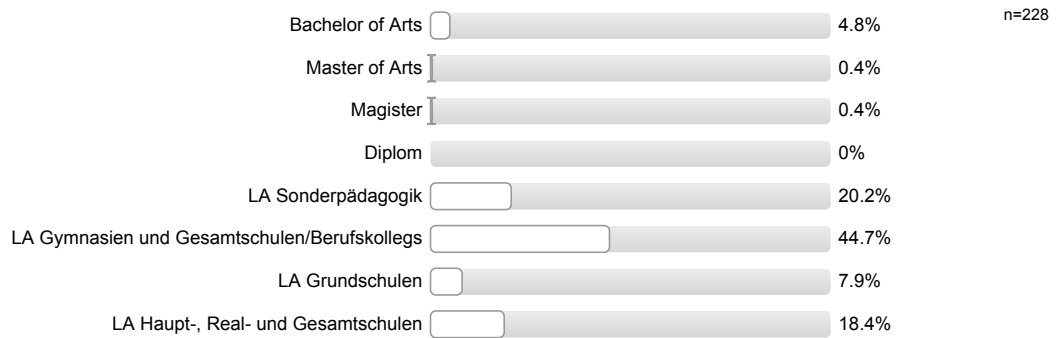 Bachelor of Arts 4.8% n=228
Master of Arts 0.4%
Magister 0.4%
Diplom 0%
LA Sonderpädagogik 20.2%
LA Gymnasien und Gesamtschulen/Berufskollegs 44.7%
LA Grundschulen 7.9%
LA Haupt-, Real- und Gesamtschulen 18.4%